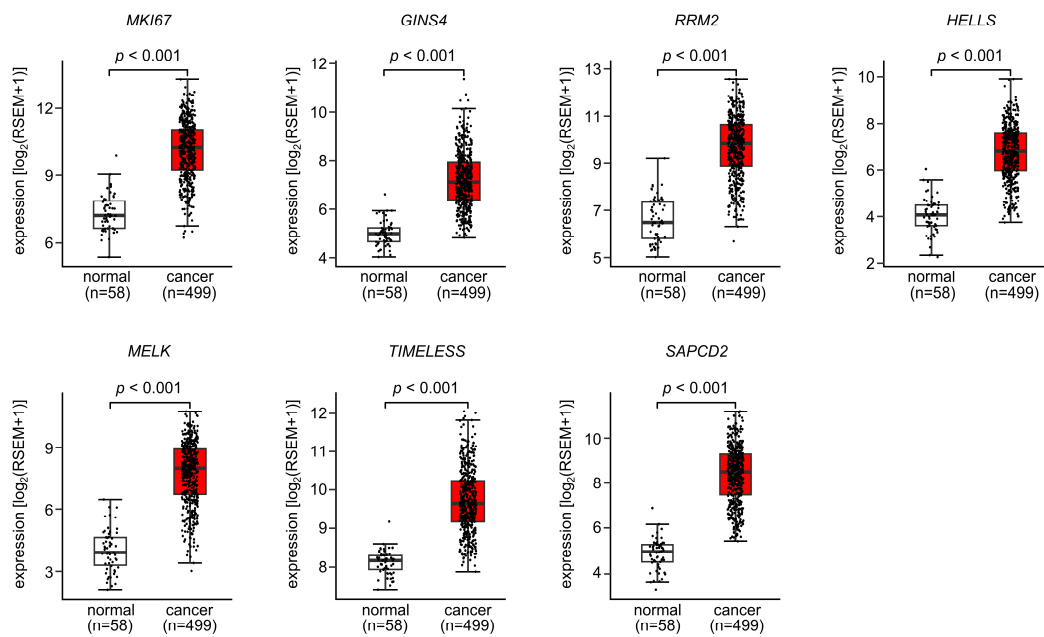 MKI67
expression [log2(RSEM+1)]
p < 0.001
12
9
6
normal
(n=58)
cancer
(n=499)
GINS4
expression [log2(RSEM+1)]
p < 0.001
12
10
8
6
4
normal
(n=58)
cancer
(n=499)
RRM2
expression [log2(RSEM+1)]
p < 0.001
13
11
9
7
5
normal
(n=58)
cancer
(n=499)
HELLS
expression [log2(RSEM+1)]
p < 0.001
10
8
6
4
2
normal
(n=58)
cancer
(n=499)
MELK
expression [log2(RSEM+1)]
p < 0.001
9
6
3
normal
(n=58)
cancer
(n=499)
TIMELESS
expression [log2(RSEM+1)]
p < 0.001
12
11
10
9
8
normal
(n=58)
cancer
(n=499)
SAPCD2
expression [log2(RSEM+1)]
p < 0.001
10
8
6
4
normal
(n=58)
cancer
(n=499)